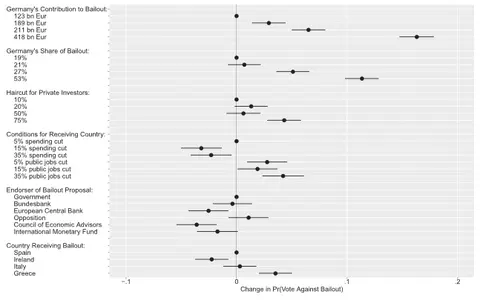 Germany's Contribution to Bailout:
123 bn Eur
189 bn Eur
211 bn Eur
418 bn Eur
Germany's Share of Bailout:
19%
21%
27%
53%
Haircut for Private Investors:
10%
20%
50%
75%
Conditions for Receiving Country:
5% spending cut
15% spending cut
35% spending cut
5% public jobs cut
15% public jobs cut
35% public jobs cut
Endorser of Bailout Proposal:
Government
Bundesbank
European Central Bank
Opposition
Council of Economic Advisors
International Monetary Fund
Country Receiving Bailout:
Spain
Ireland
Italy
Greece
−.1 0 .1 .2
Change in Pr(Vote Against Bailout)